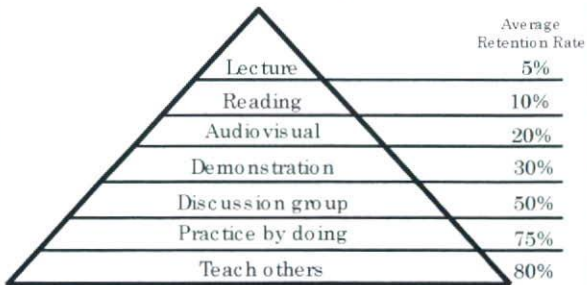 Average
Retention Rate
Lecture 5%
Reading 10%
Audiovisual 20%
Demonstration 30%
Discussion group 50%
Practice by doing 75%
Teach others 80%